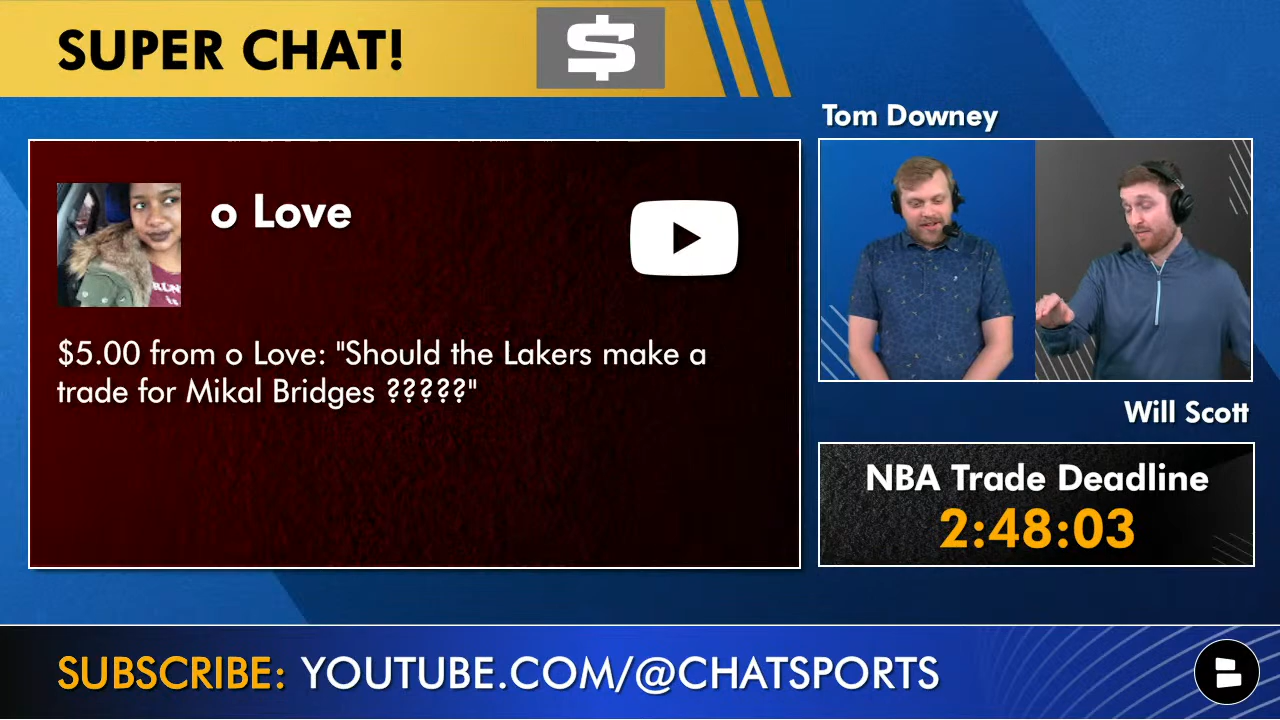 SUPER CHAT!
Tom Downey
o Love
$5.00 from o Love: "Should the Lakers make a
trade for Mikal Bridges ?????"
Will Scott
NBA Trade Deadline
2:48:03
SUBSCRIBE: YOUTUBE.COM/@CHATSPORTS